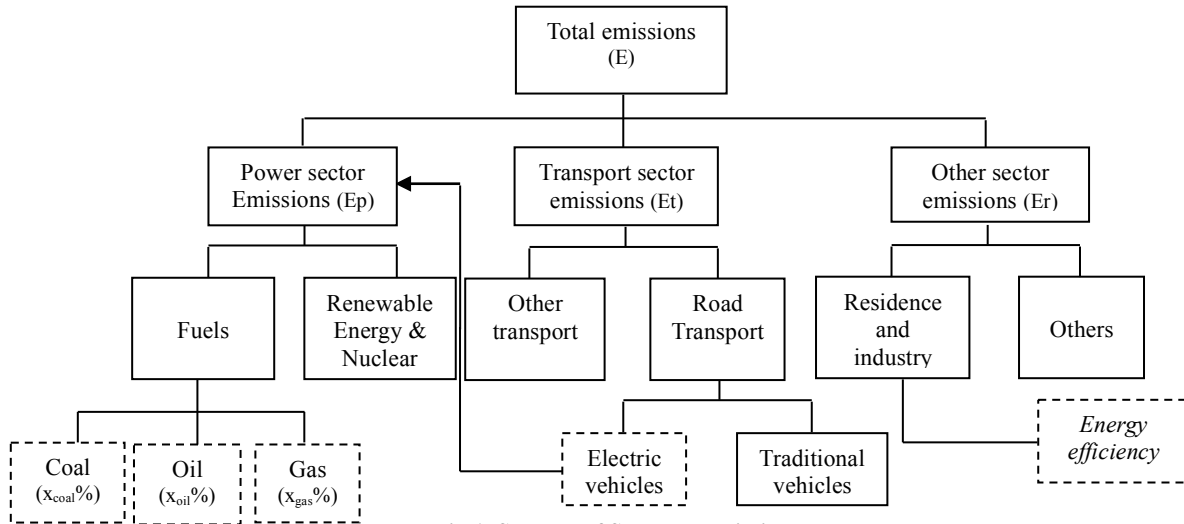 Total emissions
(E)
Power sector
Emissions (Ep)
Transport sector
emissions (Et)
Other sector
emissions (Er)
Fuels
Renewable
Energy &
Nuclear
Other
transport
Road
Transport
Residence
and
industry
Others
Coal
(xcoal%)
Oil
(xoil%)
Gas
(xgas%)
Electric
vehicles
Traditional
vehicles
Energy
efficiency